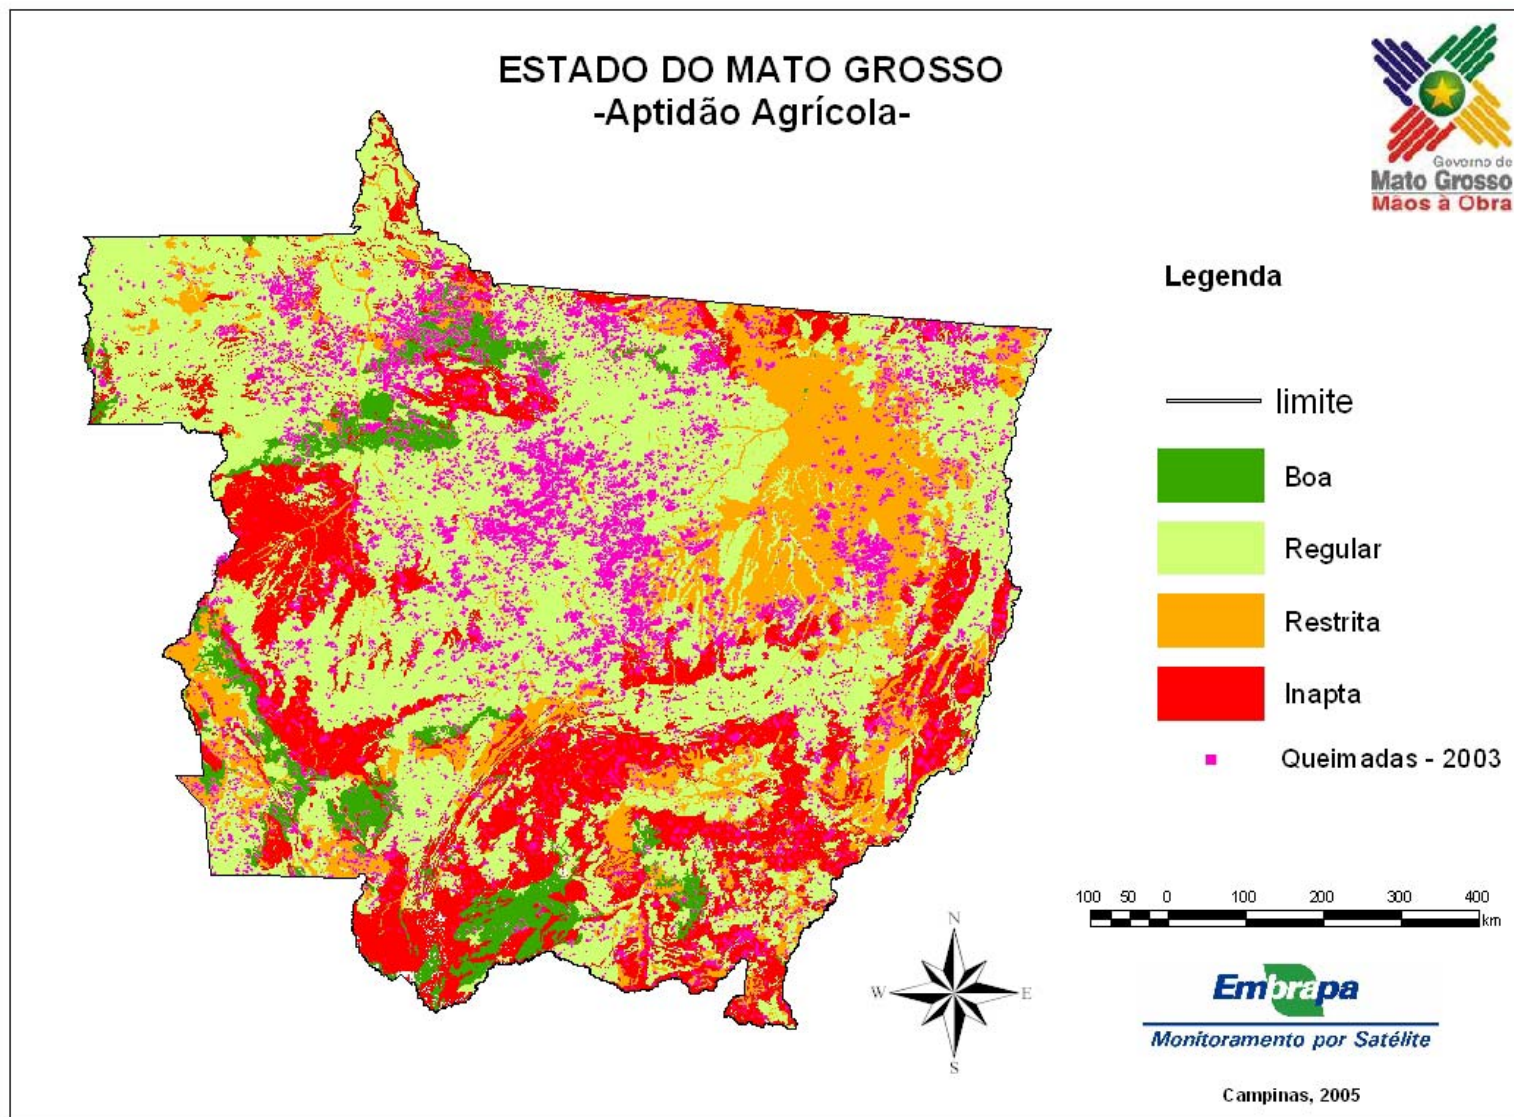 ESTADO DO MATO GROSSO
-Aptidão Agrícola-
Governo de
Mato Grosso
Mãos à Obra
Legenda
limite
Boa
Regular
Restrita
Inapta
Queimadas - 2003
100 50 0 100 200 300 400
km
N
W E
S
Embrapa
Monitoramento por Satélite
Campinas, 2005